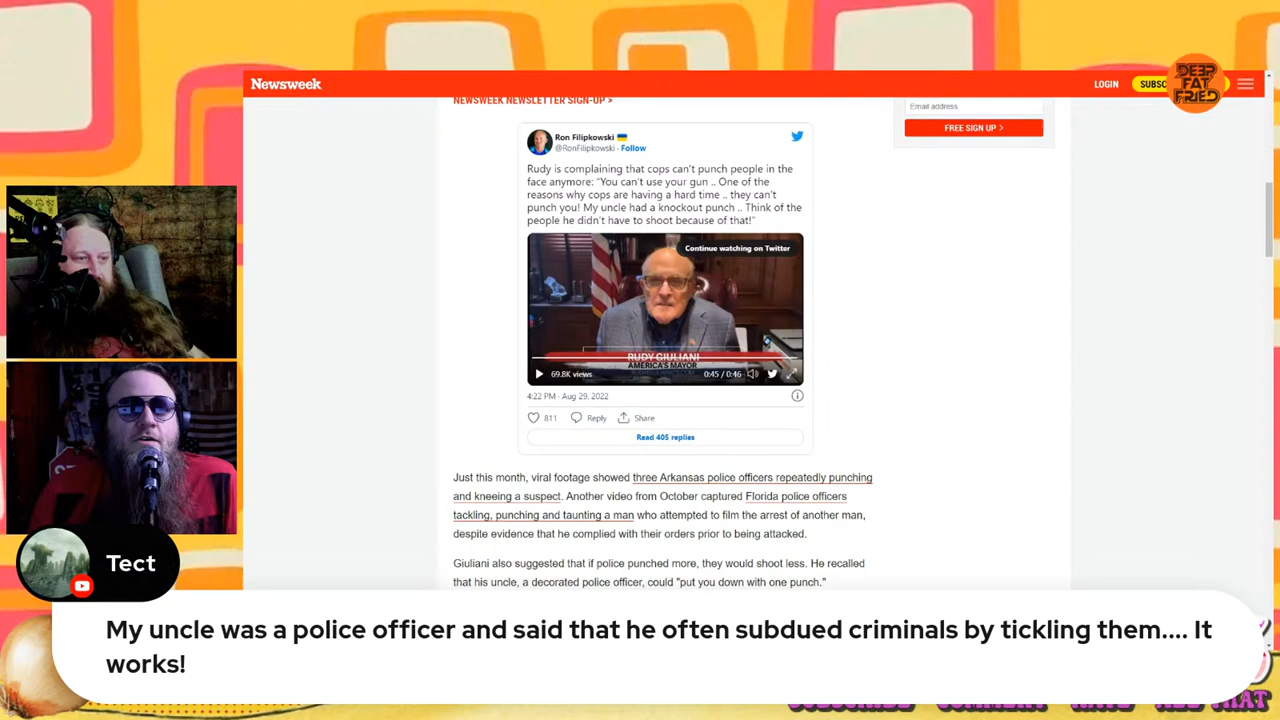 Newsweek
LOGIN
SUBSC
DEEP
FAT
FRIED
NEWSWEEK NEWSLETTER SIGN-UP >
Email address
FREE SIGN UP >
Ron Filipkowski
@RonFilipkowski · Follow
Rudy is complaining that cops can't punch people in the
face anymore: "You can't use your gun .. One of the
reasons why cops are having a hard time .. they can't
punch you! My uncle had a knockout punch .. Think of the
people he didn't have to shoot because of that!"
Continue watching on Twitter
RUDY GIULIANI
AMERICA'S MAYOR
69.8K views
0:45 / 0:46
4:22 PM · Aug 29, 2022
811
Reply
Share
Read 405 replies
Just this month, viral footage showed three Arkansas police officers repeatedly punching
and kneeing a suspect. Another video from October captured Florida police officers
tackling, punching and taunting a man who attempted to film the arrest of another man,
despite evidence that he complied with their orders prior to being attacked.
Giuliani also suggested that if police punched more, they would shoot less. He recalled
that his uncle, a decorated police officer, could "put you down with one punch."
Тест
My uncle was a police officer and said that he often subdued criminals by tickling them.... It
works!
SUBSCRIBE COMMENT RATE ALL THAT